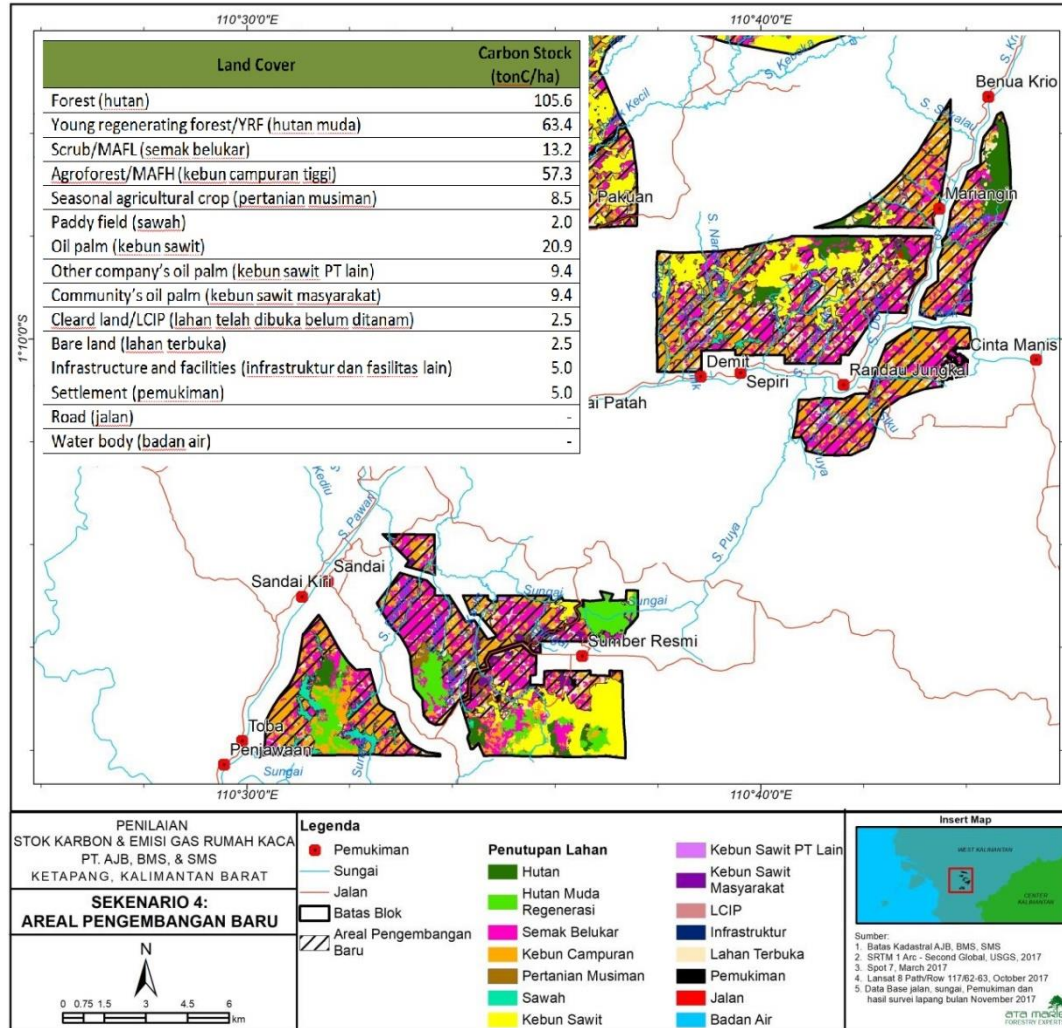 110°30'0"E
110°40'0"E
Land Cover Carbon Stock (tonC/ha)
Forest (hutan) 105.6
Young regenerating forest/YRF (hutan muda) 63.4
Scrub/MAFL (semak belukar) 13.2
Agroforest/MAFH (kebun campuran tiggi) 57.3
Seasonal agricultural crop (pertanian musiman) 8.5
Paddy field (sawah) 2.0
Oil palm (kebun sawit) 20.9
Other company's oil palm (kebun sawit PT lain) 9.4
Community's oil palm (kebun sawit masyarakat) 9.4
Cleard land/LCIP (lahan telah dibuka belum ditanam) 2.5
Bare land (lahan terbuka) 2.5
Infrastructure and facilities (infrastruktur dan fasilitas lain) 5.0
Settlement (pemukiman) 5.0
Road (jalan) -
Water body (badan air) -
1°10'0"S
S. Kebaka
Kecil
Benua Krio
i Pakuan
Mariangin
Demit
Sepiri
Randau Jungkal
Cinta Manis
ai Patah
S. Puya
Kediu
S. Pawan
Sandai
Sandai Kiri
Sungai
Sungai
Sumber Resmi
Toba
Penjawaan
Sungai
110°30'0"E
110°40'0"E
PENILAIAN
STOK KARBON & EMISI GAS RUMAH KACA
PT. AJB, BMS, & SMS
KETAPANG, KALIMANTAN BARAT
SEKENARIO 4:
AREAL PENGEMBANGAN BARU
N
0 0.75 1.5 3 4.5 6
km
Legenda
Pemukiman
Sungai
Jalan
Batas Blok
Areal Pengembangan
Baru
Penutupan Lahan
Hutan
Hutan Muda
Regenerasi
Semak Belukar
Kebun Campuran
Pertanian Musiman
Sawah
Kebun Sawit
Kebun Sawit PT Lain
Kebun Sawit
Masyarakat
LCIP
Infrastruktur
Lahan Terbuka
Pemukiman
Jalan
Badan Air
Insert Map
WEST KALIMANTAN
CENTER
KALIMANTAN
Sumber:
1. Batas Kadastral AJB, BMS, SMS
2. SRTM 1 Arc - Second Global, USGS, 2017
3. Spot 7, March 2017
4. Lansat 8 Path/Row 117/62-63, October 2017
5. Data Base jalan, sungai, Pemukiman dan
hasil survei lapang bulan November 2017
ata marie
FORESTRY EXPERTS